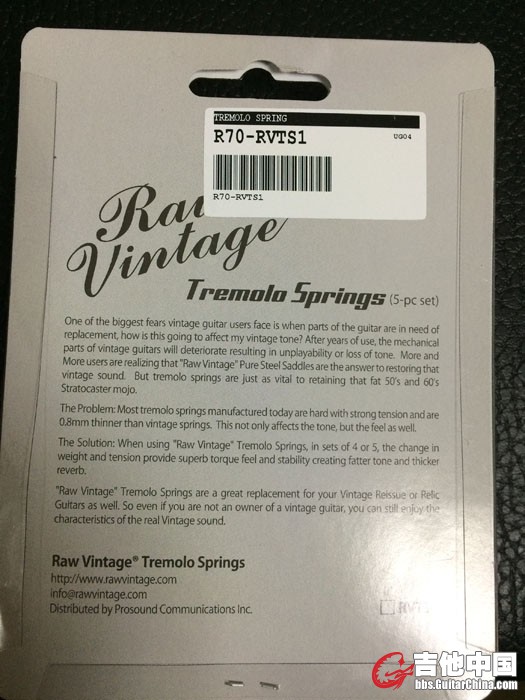 TREMOLO SPRING
R70-RVTS1
UG04
R70-RVTS1
Raw
Vintage
Tremolo Springs (5-pc set)
One of the biggest fears vintage guitar users face is when parts of the guitar are in need of
replacement, how is this going to affect my vintage tone? After years of use, the mechanical
parts of vintage guitars will deteriorate resulting in unplayability or loss of tone. More and
More users are realizing that "Raw Vintage" Pure Steel Saddles are the answer to restoring that
vintage sound. But tremolo springs are just as vital to retaining that fat 50's and 60's
Stratocaster mojo.
The Problem: Most tremolo springs manufactured today are hard with strong tension and are
0.8mm thinner than vintage springs. This not only affects the tone, but the feel as well.
The Solution: When using "Raw Vintage" Tremolo Springs, in sets of 4 or 5, the change in
weight and tension provide superb torque feel and stability creating fatter tone and thicker
reverb.
"Raw Vintage" Tremolo Springs are a great replacement for your Vintage Reissue or Relic
Guitars as well. So even if you are not an owner of a vintage guitar, you can still enjoy the
characteristics of the real Vintage sound.
Raw Vintage® Tremolo Springs
http://www.rawvintage.com
info@rawvintage.com
Distributed by Prosound Communications Inc.
吉他中国
bbs.GuitarChina.com